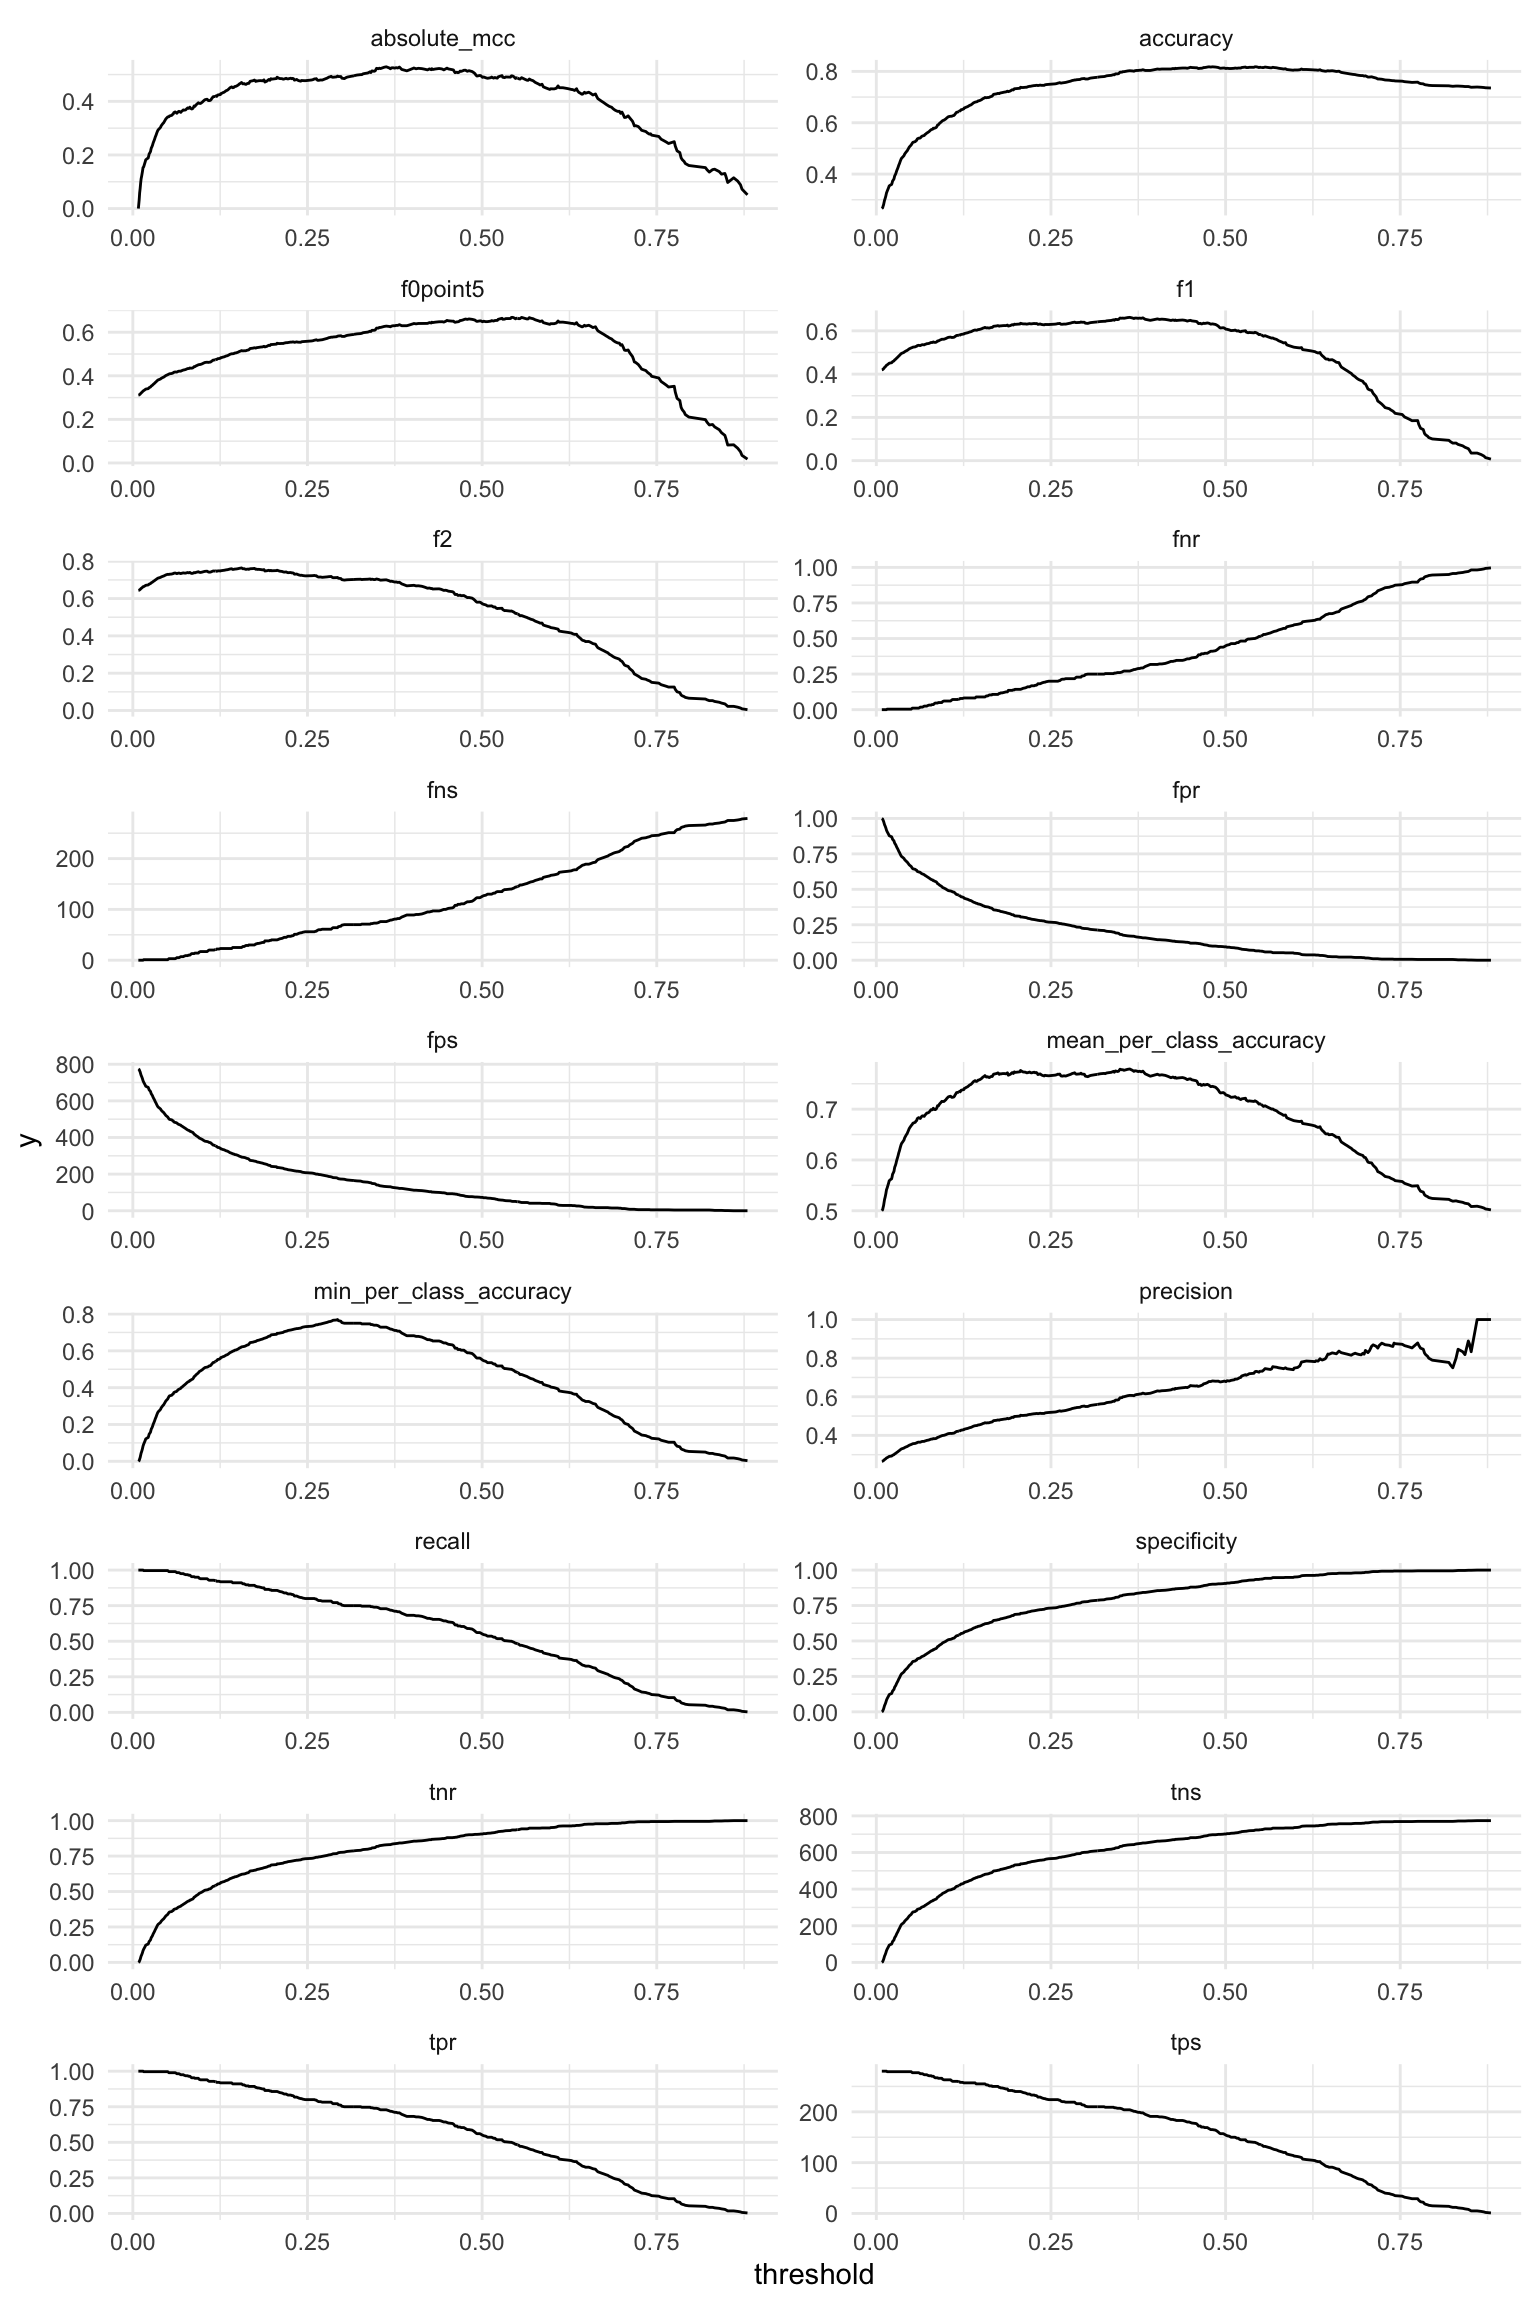 absolute_mcc accuracy
0.4 0.8
0.2 0.6
0.0 0.4
0.00 0.25 0.50 0.75 0.00 0.25 0.50 0.75
f0point5 f1
0.6 0.6
0.4 0.4
0.2 0.2
0.0 0.0
0.00 0.25 0.50 0.75 0.00 0.25 0.50 0.75
f2 fnr
0.8 1.00
0.6 0.75
0.4 0.50
0.2 0.25
0.0 0.00
0.00 0.25 0.50 0.75 0.00 0.25 0.50 0.75
fns fpr
1.00
200 0.75
0.50
100 0.25
0 0.00
0.00 0.25 0.50 0.75 0.00 0.25 0.50 0.75
fps mean_per_class_accuracy
800
600 0.7
400
200 0.6
0 0.5
0.00 0.25 0.50 0.75 0.00 0.25 0.50 0.75
y
min_per_class_accuracy precision
0.8 1.0
0.6 0.8
0.4 0.6
0.2 0.4
0.0
0.00 0.25 0.50 0.75 0.00 0.25 0.50 0.75
recall specificity
1.00 1.00
0.75 0.75
0.50 0.50
0.25 0.25
0.00 0.00
0.00 0.25 0.50 0.75 0.00 0.25 0.50 0.75
tnr tns
1.00 800
0.75 600
0.50 400
0.25 200
0.00 0
0.00 0.25 0.50 0.75 0.00 0.25 0.50 0.75
tpr tps
1.00
0.75 200
0.50
0.25 100
0.00 0
0.00 0.25 0.50 0.75 0.00 0.25 0.50 0.75
threshold